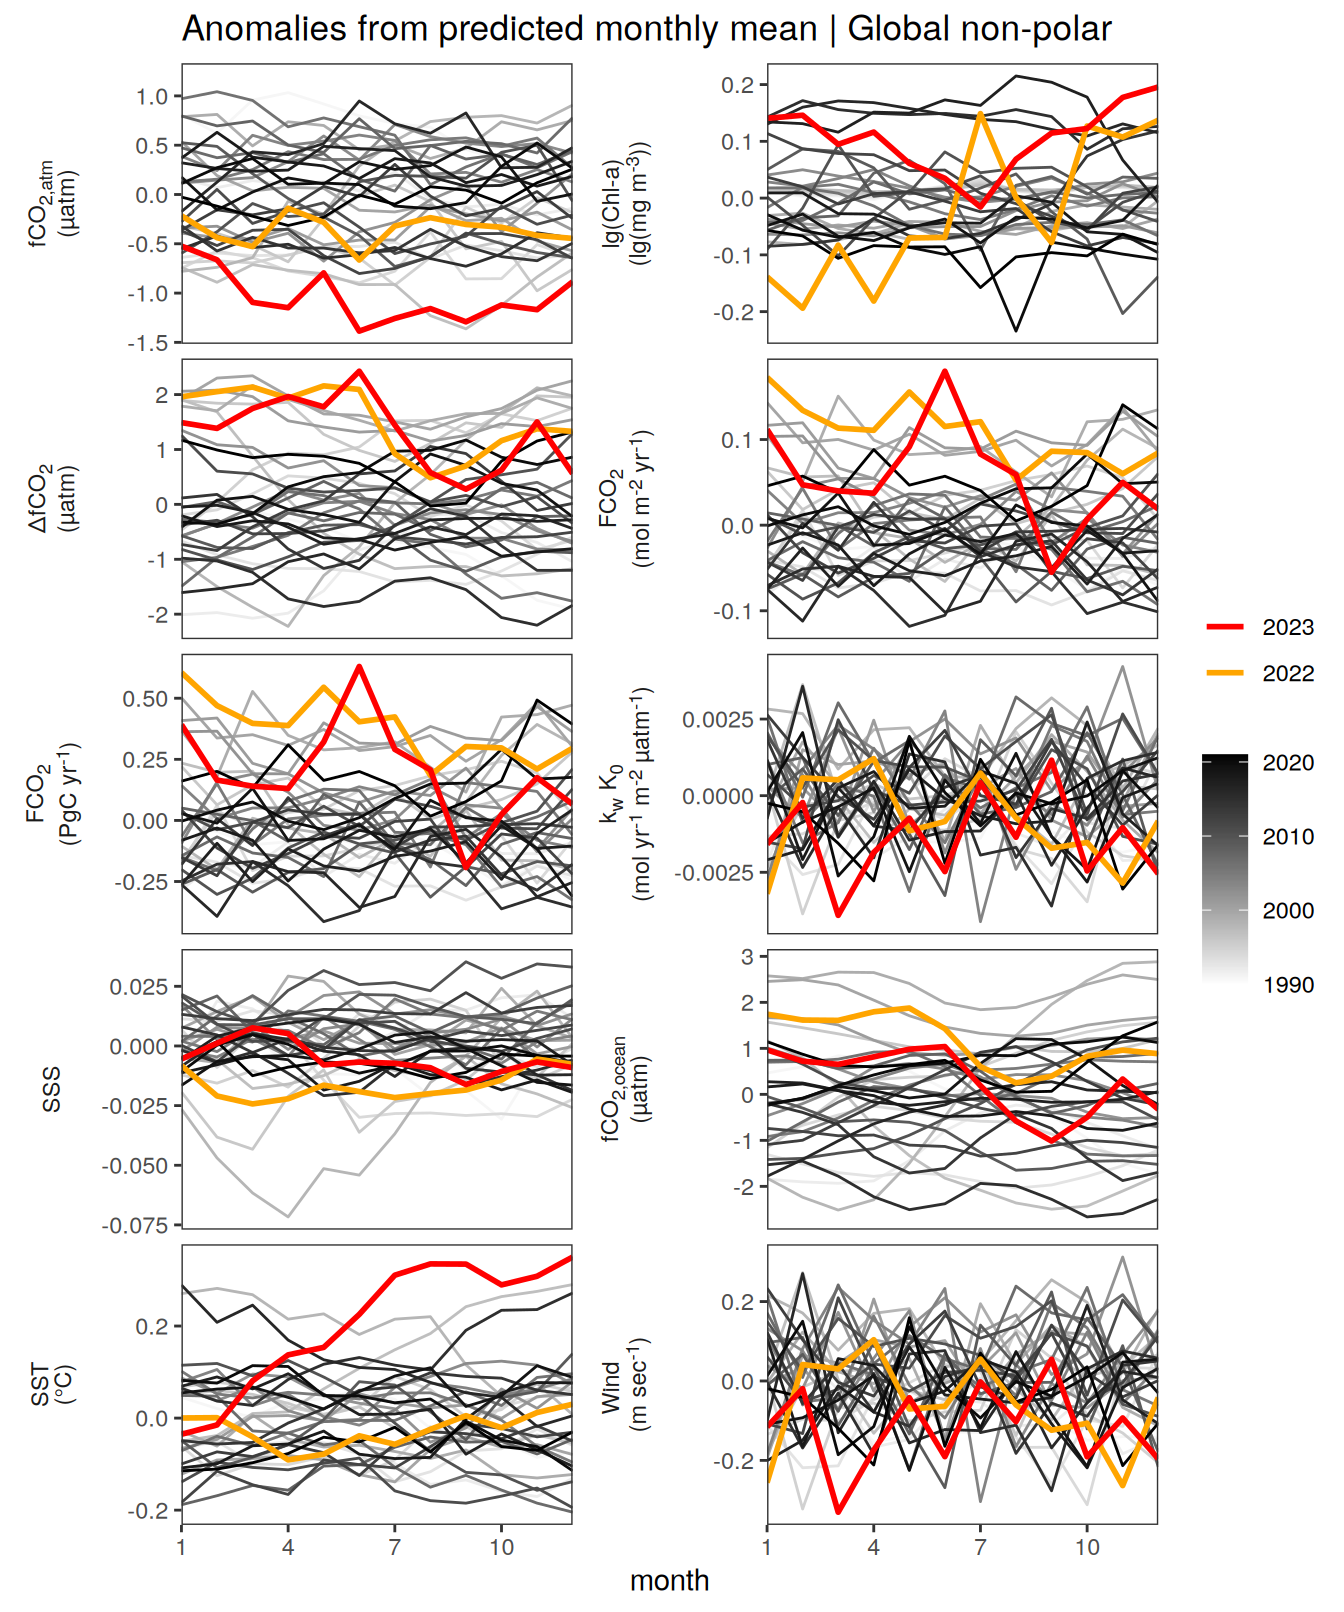 Anomalies from predicted monthly mean | Global non-polar
fCO2,atm
(µatm)
1.0
0.5
0.0
-0.5
-1.0
-1.5
lg(Chl-a)
(lg(mg m-3))
0.2
0.1
0.0
-0.1
-0.2
ΔfCO2
(µatm)
2
1
0
-1
-2
FCO2
(mol m-2 yr-1)
0.1
0.0
-0.1
FCO2
(PgC yr-1)
0.50
0.25
0.00
-0.25
kw K0
(mol yr-1 m-2 µatm-1)
0.0025
0.0000
-0.0025
SSS
0.025
0.000
-0.025
-0.050
-0.075
fCO2,ocean
(µatm)
3
2
1
0
-1
-2
SST
(°C)
0.2
0.0
-0.2
1
4
7
10
Wind
(m sec-1)
0.2
0.0
-0.2
1
4
7
10
month
2023
2022
2020
2010
2000
1990